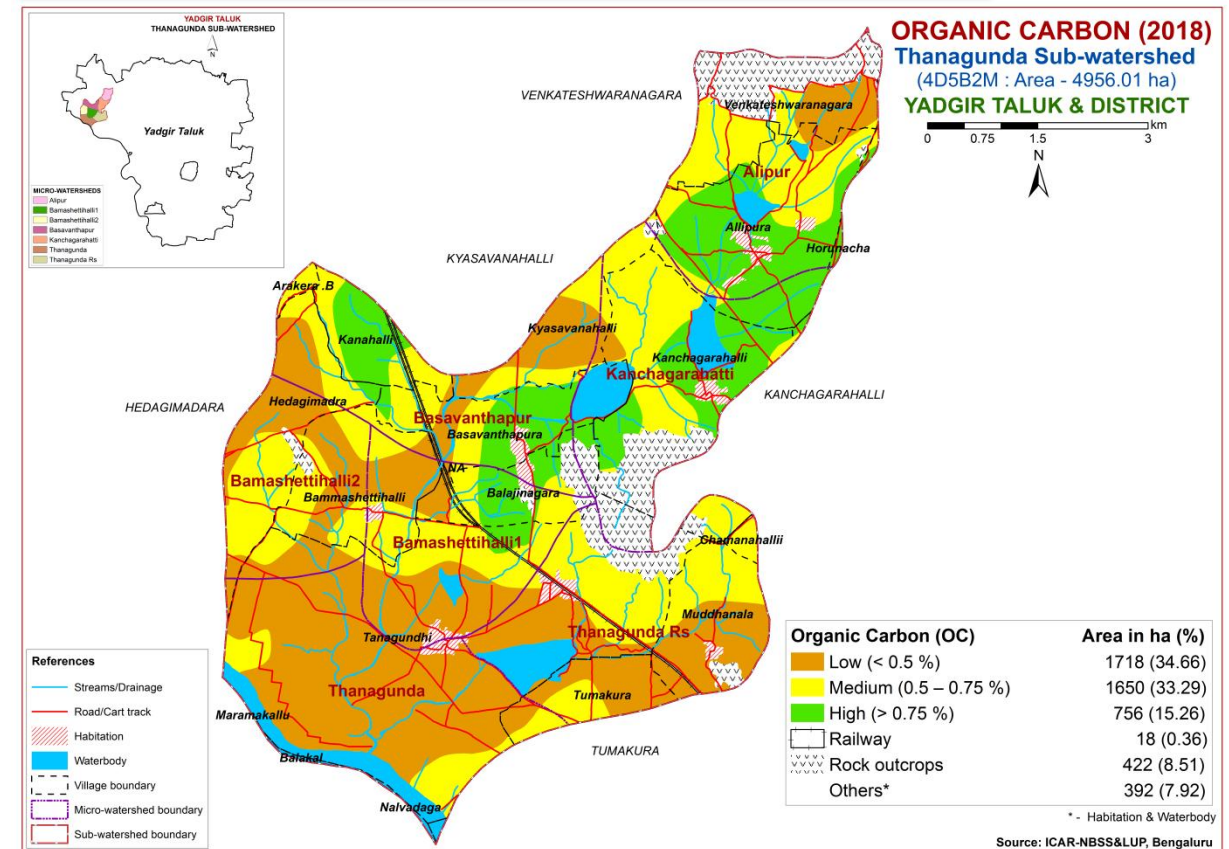 YADGIR TALUK
THANAGUNDA SUB-WATERSHED
N
Yadgir Taluk
MICRO-WATERSHEDS
Alipur
Bamashettihalli1
Bamashettihalli2
Basavanthapur
Kanchagarahatti
Thanagunda
Thanagunda Rs
ORGANIC CARBON (2018)
Thanagunda Sub-watershed
(4D5B2M : Area - 4956.01 ha)
YADGIR TALUK & DISTRICT
km
0 0.75 1.5 3
N
VENKATESHWARANAGARA
Venkateshwaranagara
Alipur
Allipura
Horunacha
KYASAVANAHALLI
Arakera .B
Kyasavanahalli
Kanahalli
Kanchagarahalli
Kanchagarahatti
KANCHAGARAHALLI
HEDAGIMADARA
Hedagimadra
Basavanthapur
Basavanthapura
NA
Bamashettihalli2
Bammashettihalli
Balajinagara
Bamashettihalli1
Chamanahallii
Muddhanala
Tanagundhi
Thanagunda Rs
Thanagunda
Tumakura
Maramakallu
TUMAKURA
Balakal
Nalvadaga
References
Streams/Drainage
Road/Cart track
Habitation
Waterbody
Village boundary
Micro-watershed boundary
Sub-watershed boundary
Organic Carbon (OC) Area in ha (%)
Low (< 0.5 %) 1718 (34.66)
Medium (0.5 – 0.75 %) 1650 (33.29)
High (> 0.75 %) 756 (15.26)
Railway 18 (0.36)
Rock outcrops 422 (8.51)
Others* 392 (7.92)
* - Habitation & Waterbody
Source: ICAR-NBSS&LUP, Bengaluru